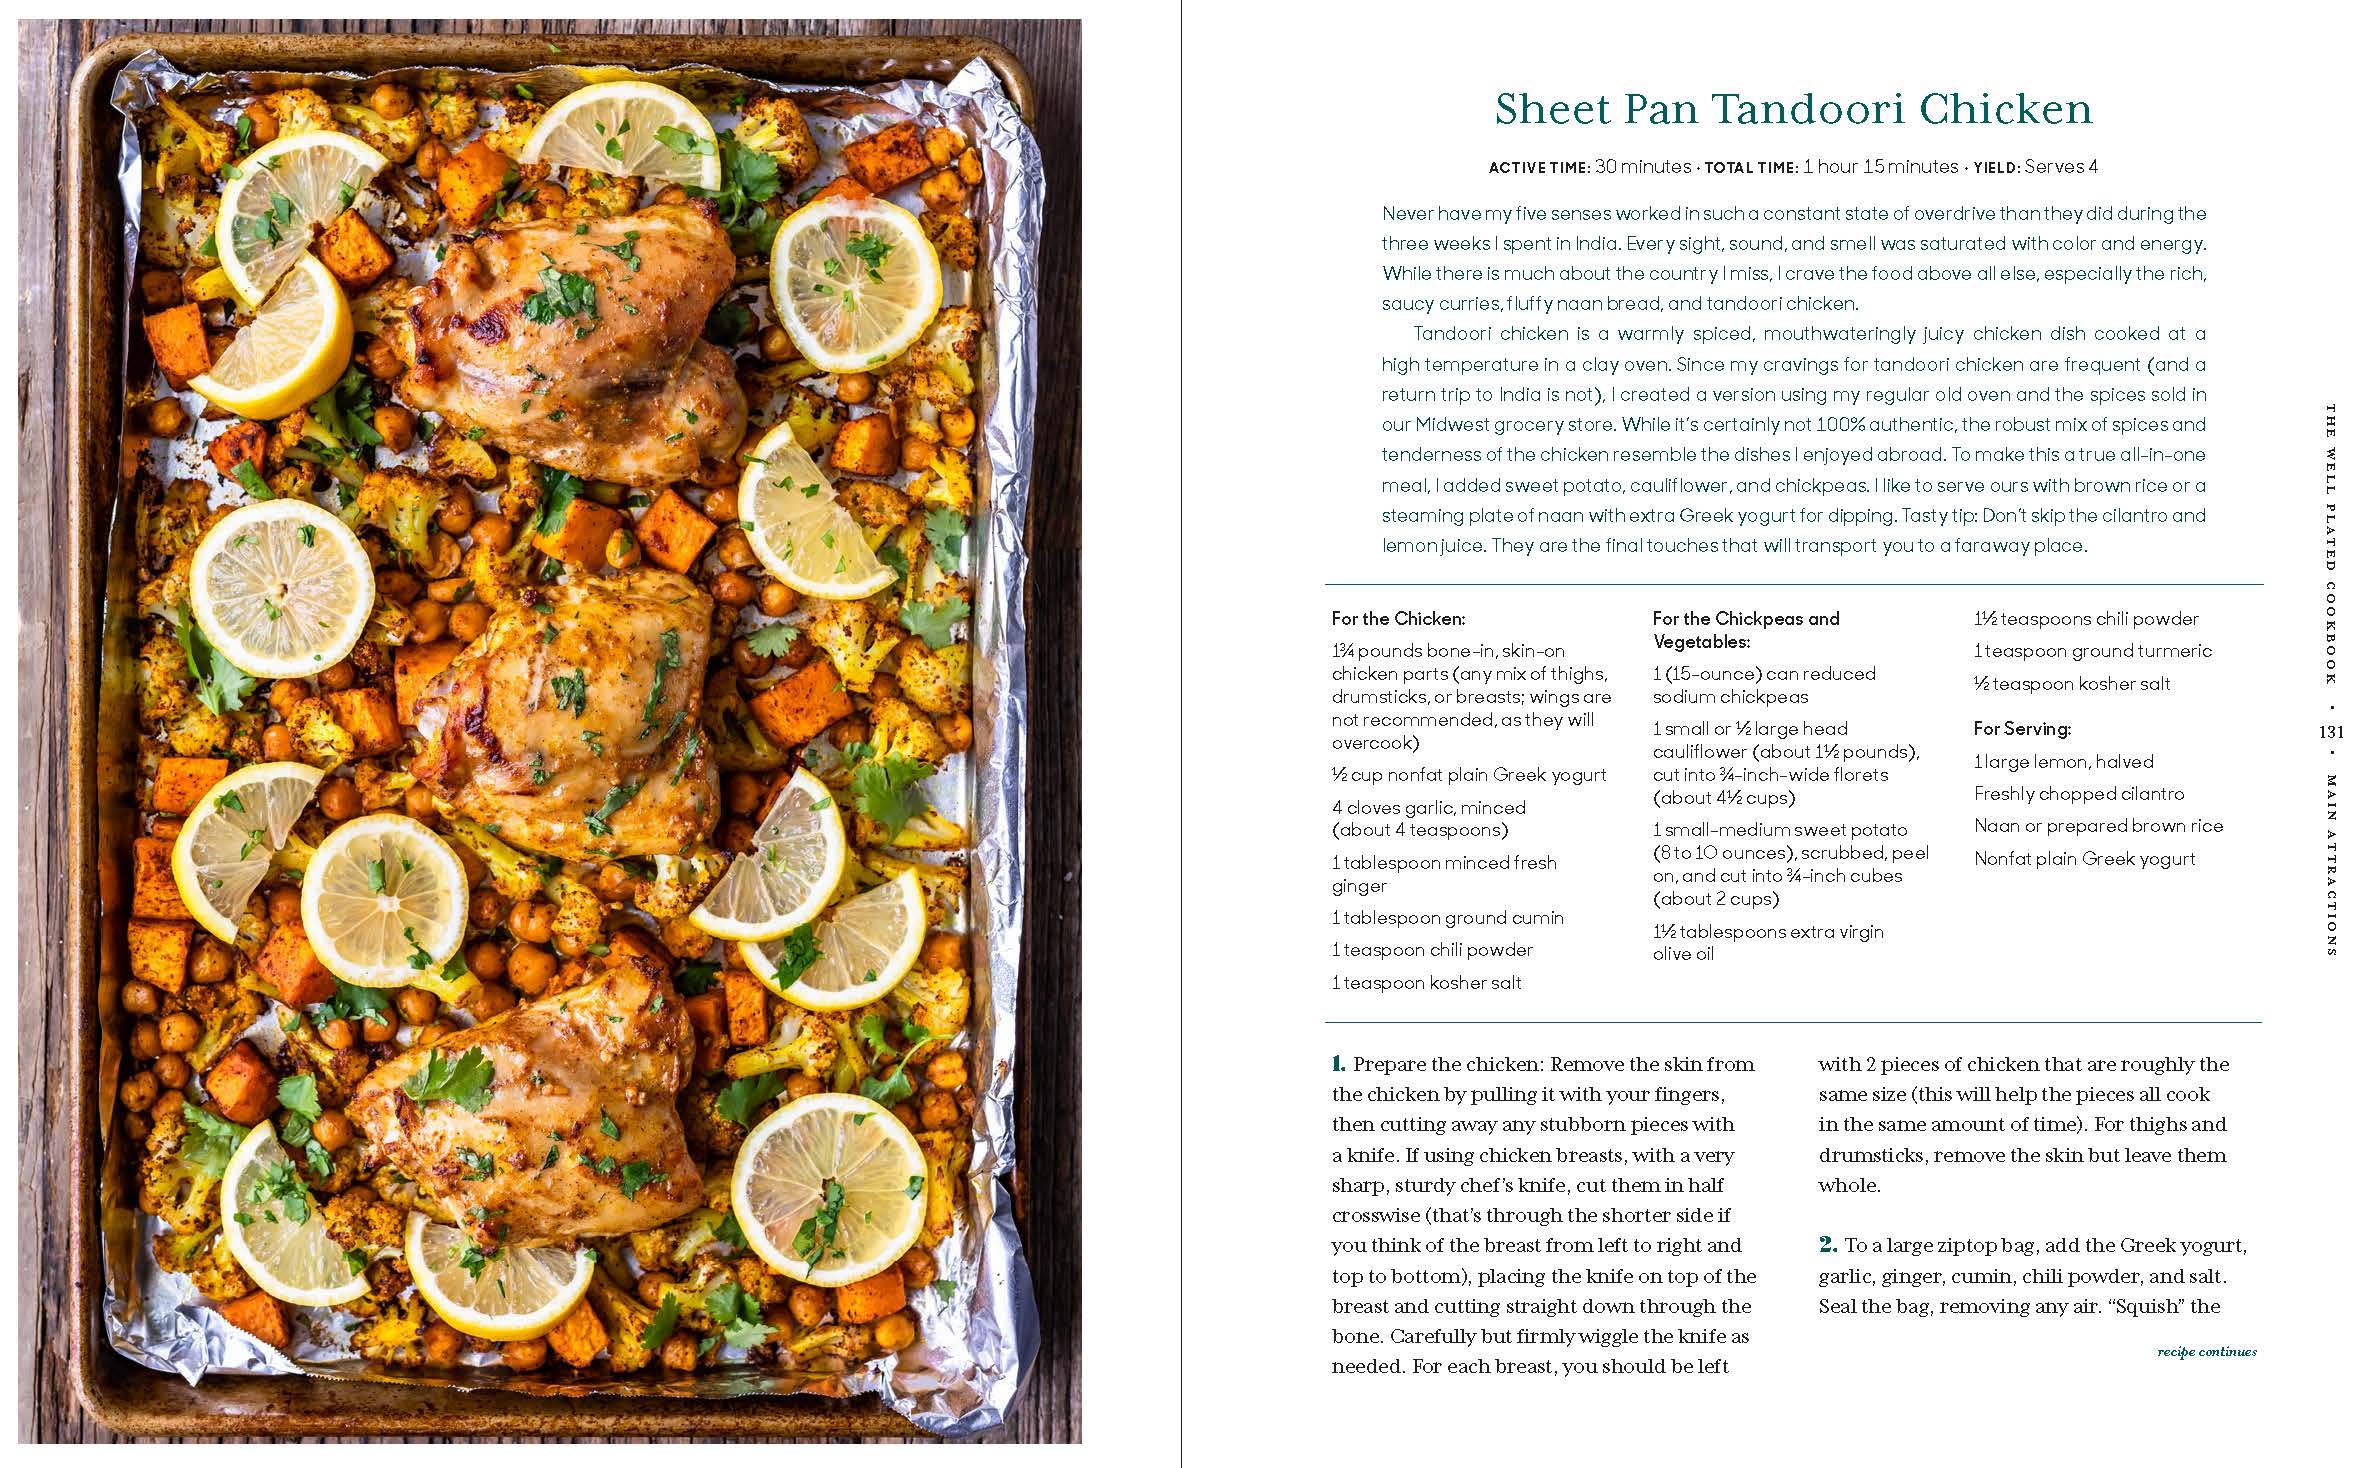 Sheet Pan Tandoori Chicken
ACTIVE TIME: 30 minutes · TOTAL TIME: 1 hour 15 minutes · YIELD: Serves 4
Never have my five senses worked in such a constant state of overdrive than they did during the
three weeks I spent in India. Every sight, sound, and smell was saturated with color and energy.
While there is much about the country I miss, I crave the food above all else, especially the rich,
saucy curries, fluffy naan bread, and tandoori chicken.
Tandoori chicken is a warmly spiced, mouthwateringly juicy chicken dish cooked at a
high temperature in a clay oven. Since my cravings for tandoori chicken are frequent (and a
return trip to India is not), I created a version using my regular old oven and the spices sold in
our Midwest grocery store. While it's certainly not 100% authentic, the robust mix of spices and
tenderness of the chicken resemble the dishes I enjoyed abroad. To make this a true all-in-one
meal, I added sweet potato, cauliflower, and chickpeas. I like to serve ours with brown rice or a
steaming plate of naan with extra Greek yogurt for dipping. Tasty tip: Don't skip the cilantro and
lemon juice. They are the final touches that will transport you to a faraway place.
For the Chicken:
1¾ pounds bone-in, skin-on
chicken parts (any mix of thighs,
drumsticks, or breasts; wings are
not recommended, as they will
overcook)
½ cup nonfat plain Greek yogurt
4 cloves garlic, minced
(about 4 teaspoons)
1 tablespoon minced fresh
ginger
1 tablespoon ground cumin
1 teaspoon chili powder
1 teaspoon kosher salt
For the Chickpeas and
Vegetables:
1 (15-ounce) can reduced
sodium chickpeas
1 small or ½ large head
cauliflower (about 1½ pounds),
cut into ¾-inch-wide florets
(about 4½ cups)
1 small-medium sweet potato
(8 to 10 ounces), scrubbed, peel
on, and cut into ¾-inch cubes
(about 2 cups)
1½ tablespoons extra virgin
olive oil
1½ teaspoons chili powder
1 teaspoon ground turmeric
½ teaspoon kosher salt
For Serving:
1 large lemon, halved
Freshly chopped cilantro
Naan or prepared brown rice
Nonfat plain Greek yogurt
1. Prepare the chicken: Remove the skin from
the chicken by pulling it with your fingers,
then cutting away any stubborn pieces with
a knife. If using chicken breasts, with a very
sharp, sturdy chef's knife, cut them in half
crosswise (that's through the shorter side if
you think of the breast from left to right and
top to bottom), placing the knife on top of the
breast and cutting straight down through the
bone. Carefully but firmly wiggle the knife as
needed. For each breast, you should be left
with 2 pieces of chicken that are roughly the
same size (this will help the pieces all cook
in the same amount of time). For thighs and
drumsticks, remove the skin but leave them
whole.
2. To a large ziptop bag, add the Greek yogurt,
garlic, ginger, cumin, chili powder, and salt.
Seal the bag, removing any air. “Squish” the
recipe continues
THE WELL PLATED COOKBOOK · 131 · MAIN ATTRACTIONS